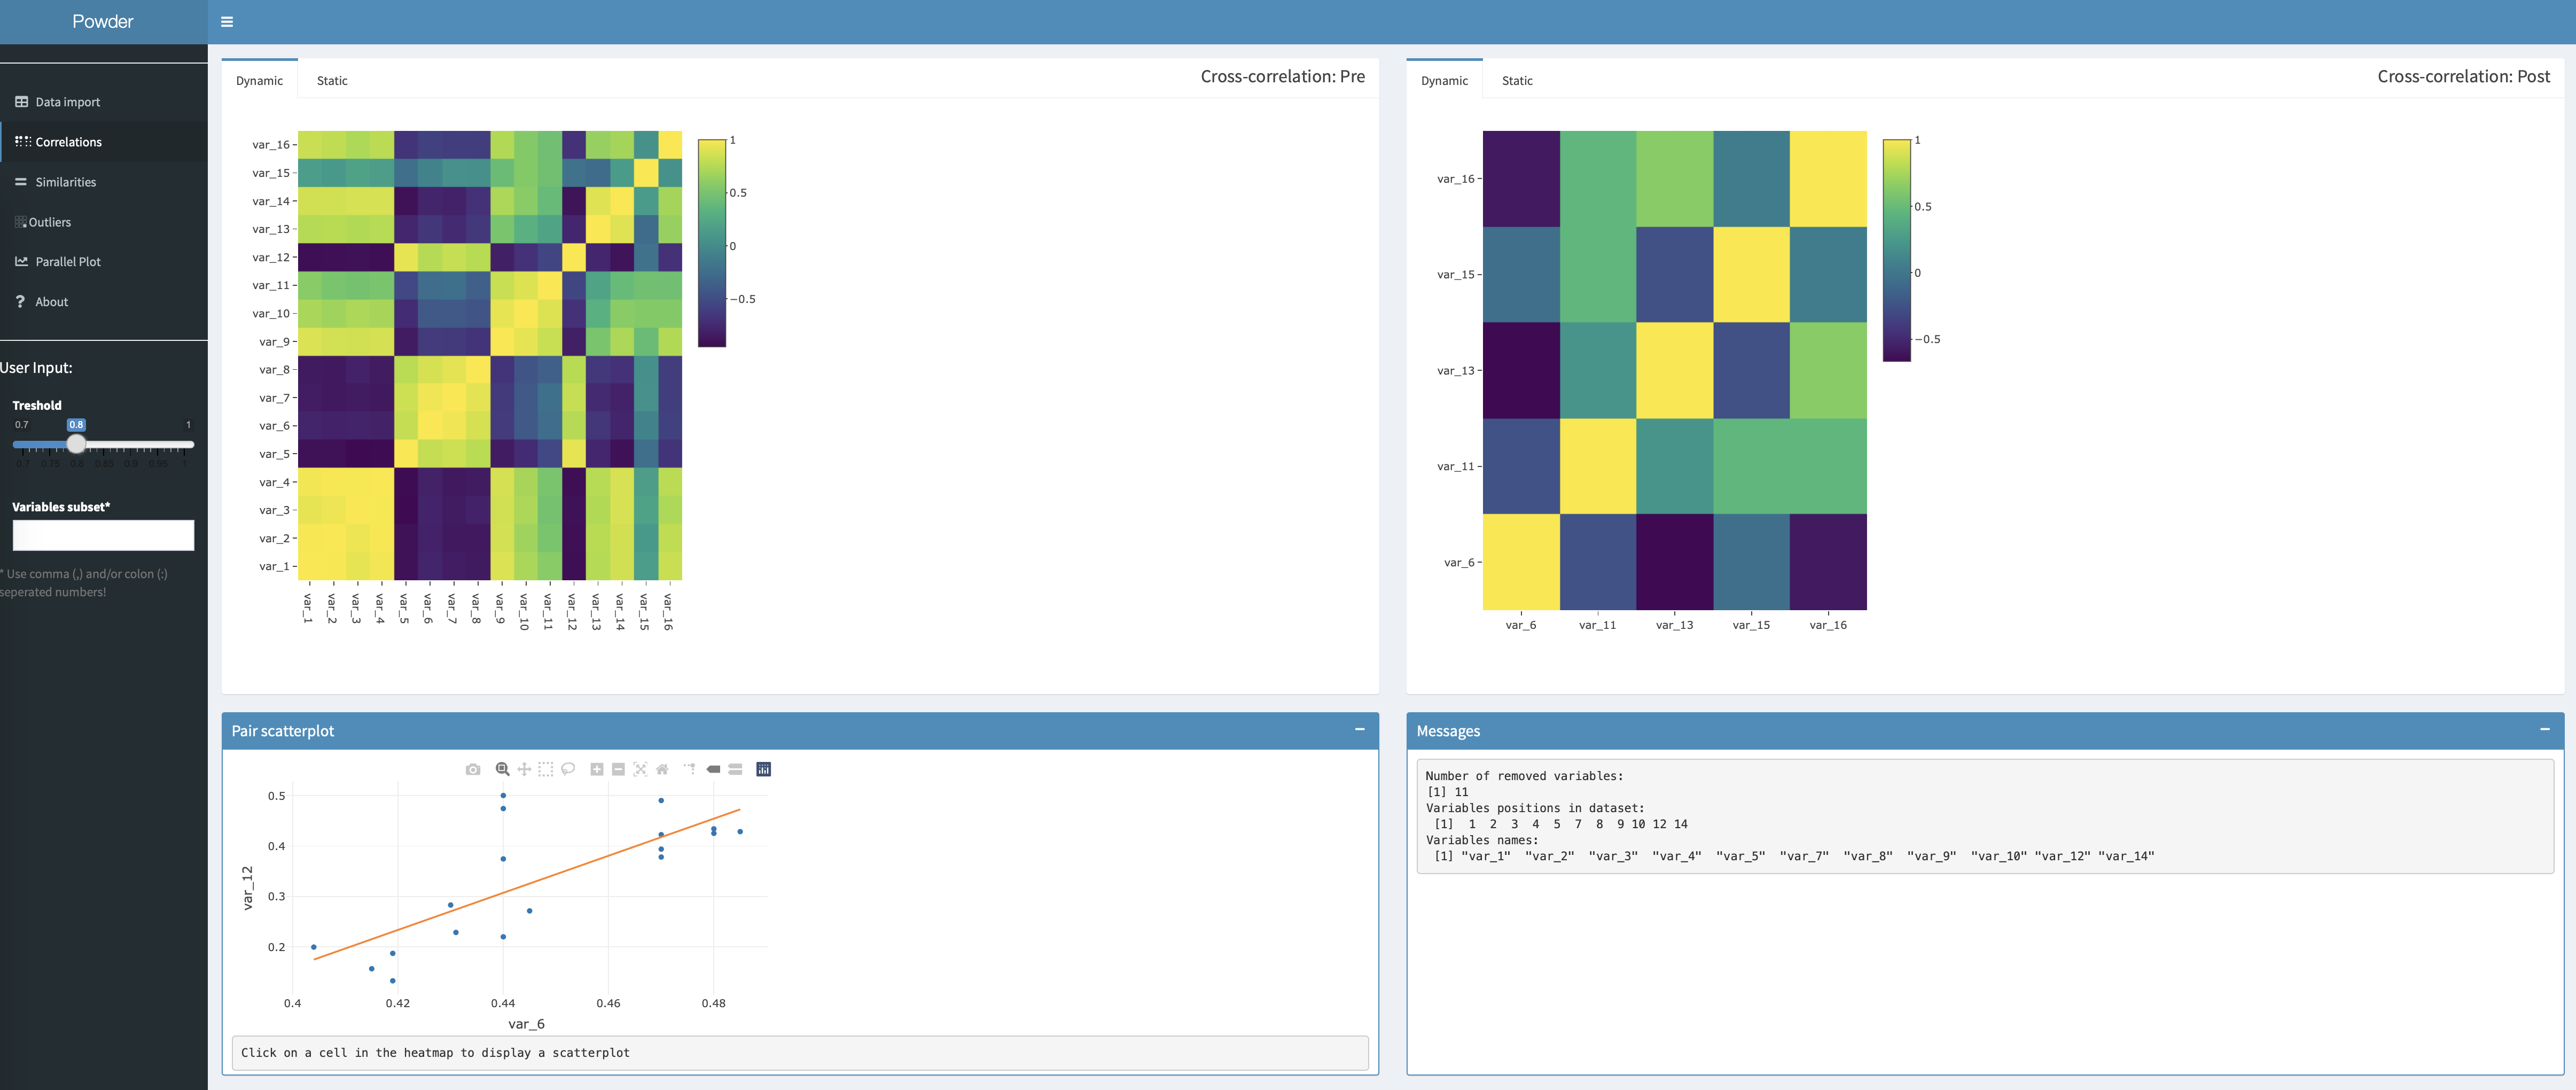 Powder
Data import
Correlations
Similarities
Outliers
Parallel Plot
About
User Input:
Treshold
0.7 0.8 1
0.7 0.75 0.8 0.85 0.9 0.95 1
Variables subset*
* Use comma (,) and/or colon (:)
seperated numbers!
Dynamic Static Cross-correlation: Pre
var_16
var_15
var_14
var_13
var_12
var_11
var_10
var_9
var_8
var_7
var_6
var_5
var_4
var_3
var_2
var_1
var_1 var_2 var_3 var_4 var_5 var_6 var_7 var_8 var_9 var_10 var_11 var_12 var_13 var_14 var_15 var_16
1
0.5
0
−0.5
Dynamic Static Cross-correlation: Post
var_16
var_15
var_13
var_11
var_6
var_6 var_11 var_13 var_15 var_16
1
0.5
0
−0.5
Pair scatterplot
0.5
0.4
0.3
0.2
var_12
0.4 0.42 0.44 0.46 0.48
var_6
Click on a cell in the heatmap to display a scatterplot
Messages
Number of removed variables:
[1] 11
Variables positions in dataset:
[1] 1 2 3 4 5 7 8 9 10 12 14
Variables names:
[1] "var_1" "var_2" "var_3" "var_4" "var_5" "var_7" "var_8" "var_9" "var_10" "var_12" "var_14"